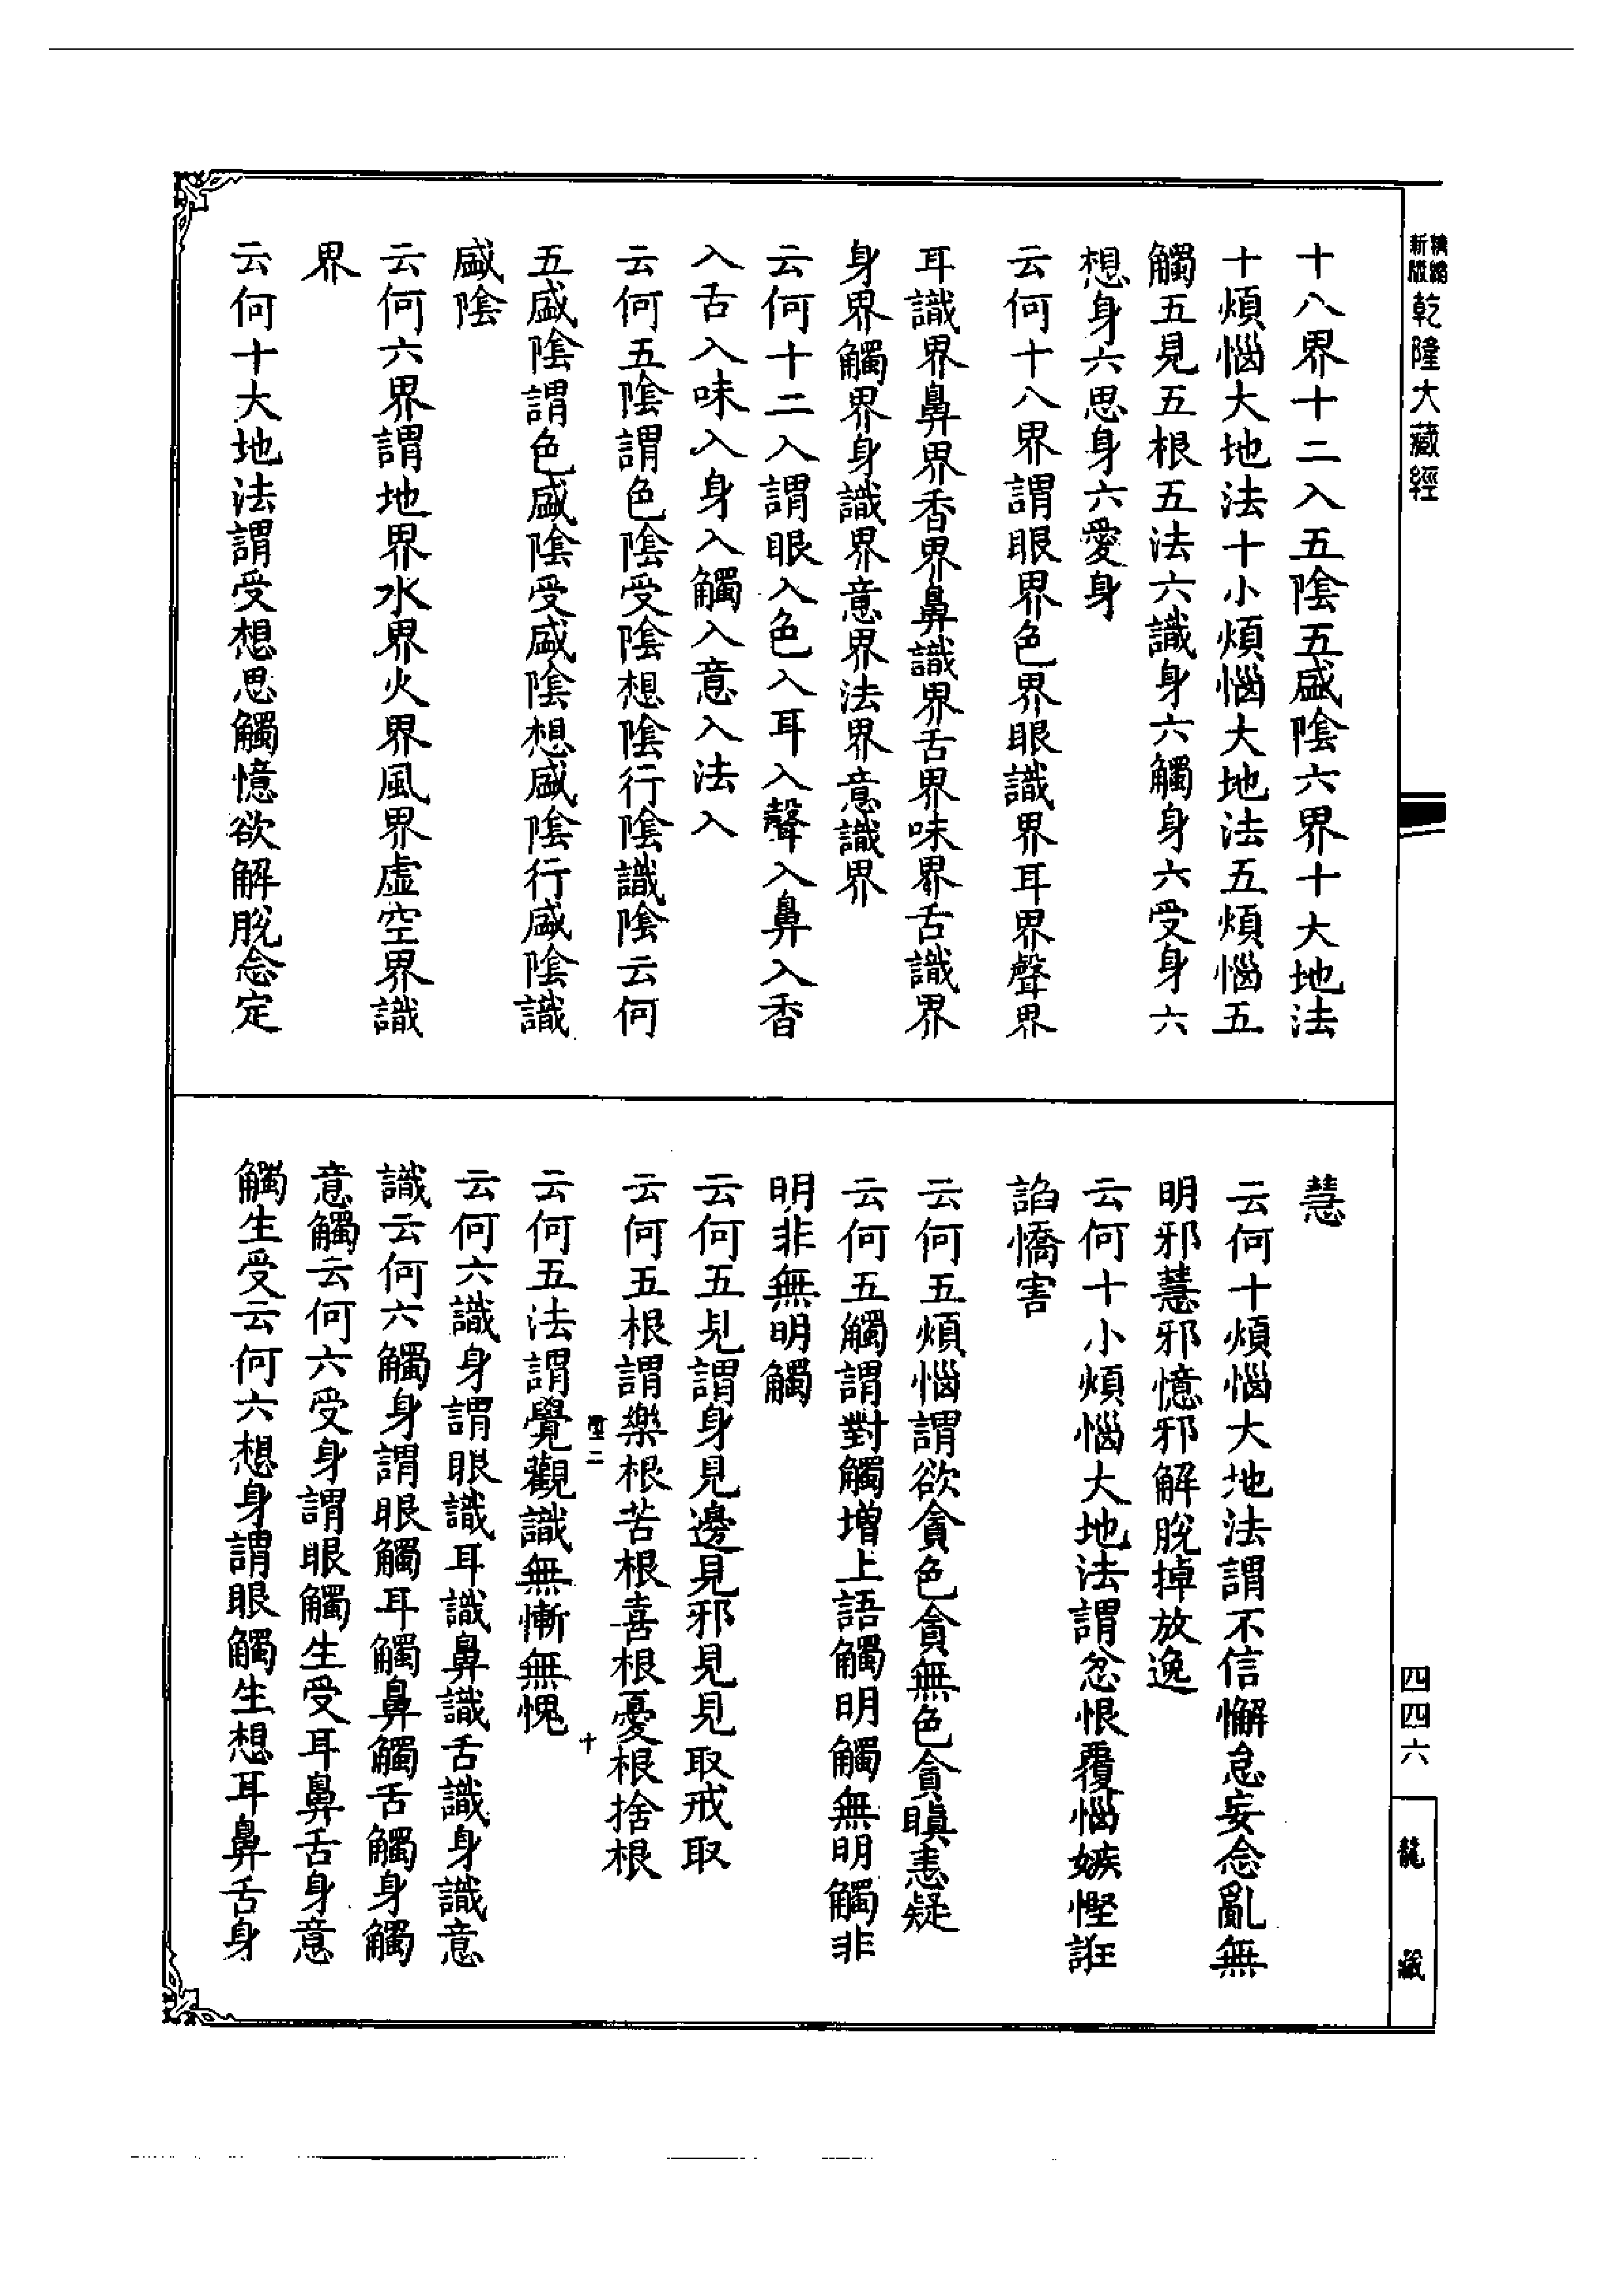 新版精縮
乾隆大藏經
十八界十二入五陰五盛陰六界十大地法
十煩惱大地法十小煩惱大地法五煩惱五
觸五見五根五法六識身六觸身六受身六
想身六思身六愛身
云何十八界謂眼界色界眼識界耳界聲界
耳識界鼻界香界鼻識界舌界味界舌識界
身界觸界身識界意界法界意識界
云何十二入謂眼入色入耳入聲入鼻入香
入舌入味入身入觸入意入法入
云何五陰謂色陰受陰想陰行陰識陰云何
五盛陰謂色盛陰受盛陰想盛陰行盛陰識
盛陰
云何六界謂地界水界火界風界虛空界識
界
云何十大地法謂受想思觸憶欲解脫念定
慧
云何十煩惱大地法謂不信懈怠妄念亂無
明邪慧邪憶邪解脫掉放逸
云何十小煩惱大地法謂忿恨覆惱嫉慳誑
諂憍害
云何五煩惱謂欲貪色貪無色貪瞋恚疑
云何五觸謂對觸增上語觸明觸無明觸非
明非無明觸
云何五見謂身見邊見邪見見取戒取
云何五根謂樂根苦根喜根憂根捨根
二
十
云何五法謂覺觀識無慚無愧
云何六識身謂眼識耳識鼻識舌識身識意
識云何六觸身謂眼觸耳觸鼻觸舌觸身觸
意觸云何六受身謂眼觸生受耳鼻舌身意
觸生受云何六想身謂眼觸生想耳鼻舌身
四四六
龍藏